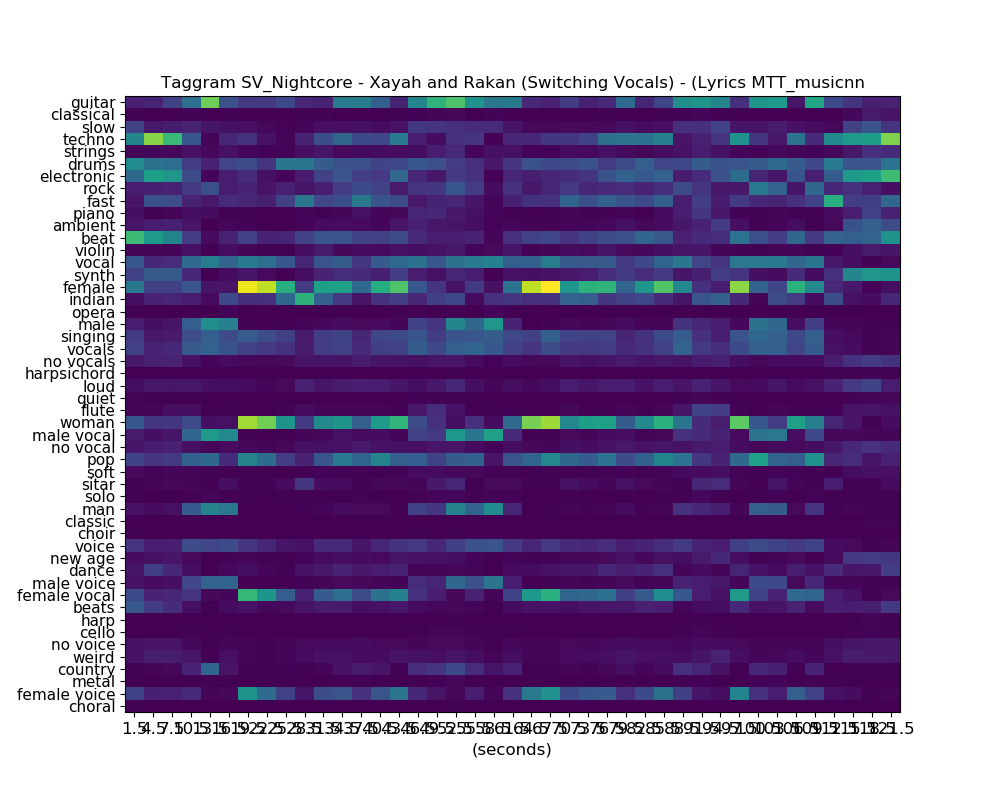 Taggram SV_Nightcore - Xayah and Rakan (Switching Vocals) - (Lyrics MTT_musicnn
guitar
classical
slow
techno
strings
drums
electronic
rock
fast
piano
ambient
beat
violin
vocal
synth
female
indian
opera
male
singing
vocals
no vocals
harpsichord
loud
quiet
flute
woman
male vocal
no vocal
pop
soft
sitar
solo
man
classic
choir
voice
new age
dance
male voice
female vocal
beats
harp
cello
no voice
weird
country
metal
female voice
choral
(seconds)